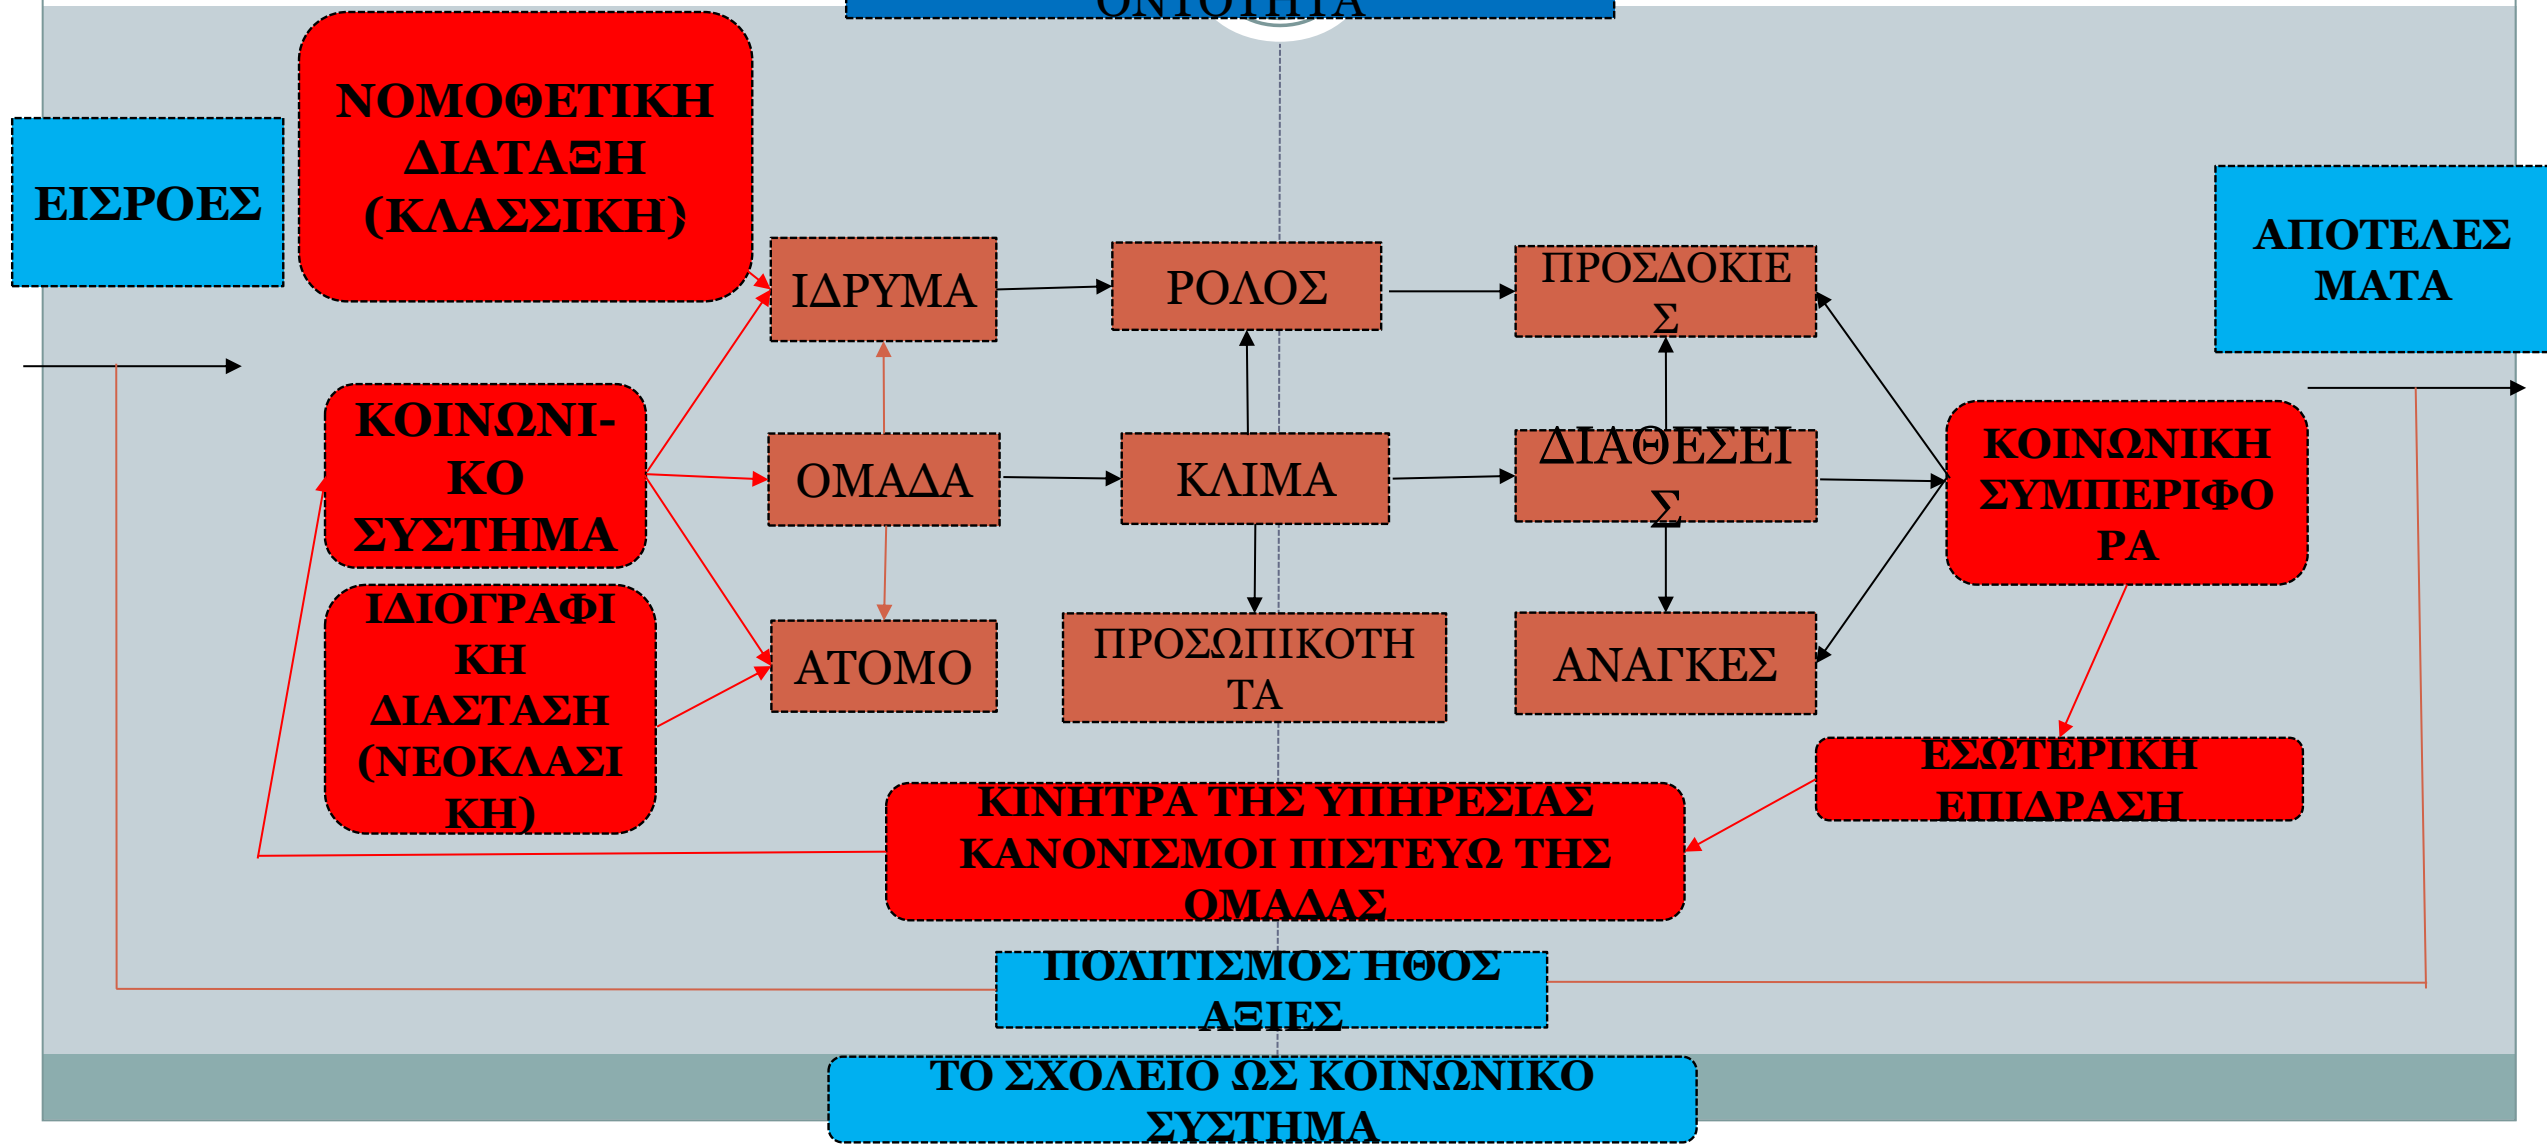 ΟΝΤΟΤΗΤΑ
ΝΟΜΟΘΕΤΙΚΗ
ΔΙΑΤΑΞΗ
(ΚΛΑΣΣΙΚΗ)
ΕΙΣΡΟΕΣ
ΑΠΟΤΕΛΕΣ
ΜΑΤΑ
ΙΔΡΥΜΑ
ΡΟΛΟΣ
ΠΡΟΣΔΟΚΙΕ
Σ
ΚΟΙΝΩΝΙ-
ΚΟ
ΣΥΣΤΗΜΑ
ΟΜΑΔΑ
ΚΛΙΜΑ
ΔΙΑΘΕΣΕΙ
Σ
ΚΟΙΝΩΝΙΚΗ
ΣΥΜΠΕΡΙΦΟ
ΡΑ
ΙΔΙΟΓΡΑΦΙ
ΚΗ
ΔΙΑΣΤΑΣΗ
(ΝΕΟΚΛΑΣΙ
ΚΗ)
ΑΤΟΜΟ
ΠΡΟΣΩΠΙΚΟΤΗ
ΤΑ
ΑΝΑΓΚΕΣ
ΕΣΩΤΕΡΙΚΗ
ΕΠΙΔΡΑΣΗ
ΚΙΝΗΤΡΑ ΤΗΣ ΥΠΗΡΕΣΙΑΣ
ΚΑΝΟΝΙΣΜΟΙ ΠΙΣΤΕΥΩ ΤΗΣ
ΟΜΑΔΑΣ
ΠΟΛΙΤΙΣΜΟΣ ΗΘΟΣ
ΑΞΙΕΣ
ΤΟ ΣΧΟΛΕΙΟ ΩΣ ΚΟΙΝΩΝΙΚΟ
ΣΥΣΤΗΜΑ